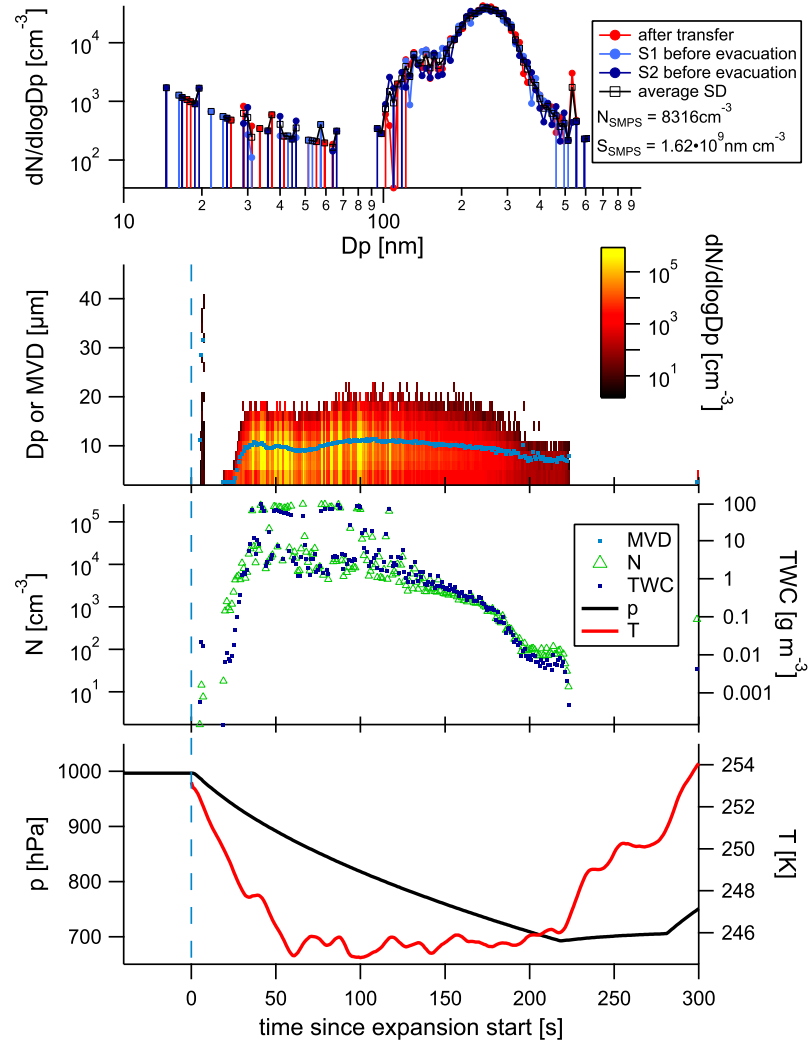 dN/dlogDp [cm⁻³]
10⁴
10³
10²
after transfer
S1 before evacuation
S2 before evacuation
average SD
N_SMPS = 8316cm⁻³
S_SMPS = 1.62•10⁹nm cm⁻³
10 2 3 4 5 6 7 8 9 100 2 3 4 5 6 7 8 9
Dp [nm]
Dp or MVD [µm]
40
30
20
10
10⁵
10³
10¹
dN/dlogDp [cm⁻³]
N [cm⁻³]
10⁵
10⁴
10³
10²
10¹
MVD
N
TWC
p
T
100
10
1
0.1
0.01
0.001
TWC [g m⁻³]
p [hPa]
1000
900
800
700
254
252
250
248
246
T [K]
0 50 100 150 200 250 300
time since expansion start [s]